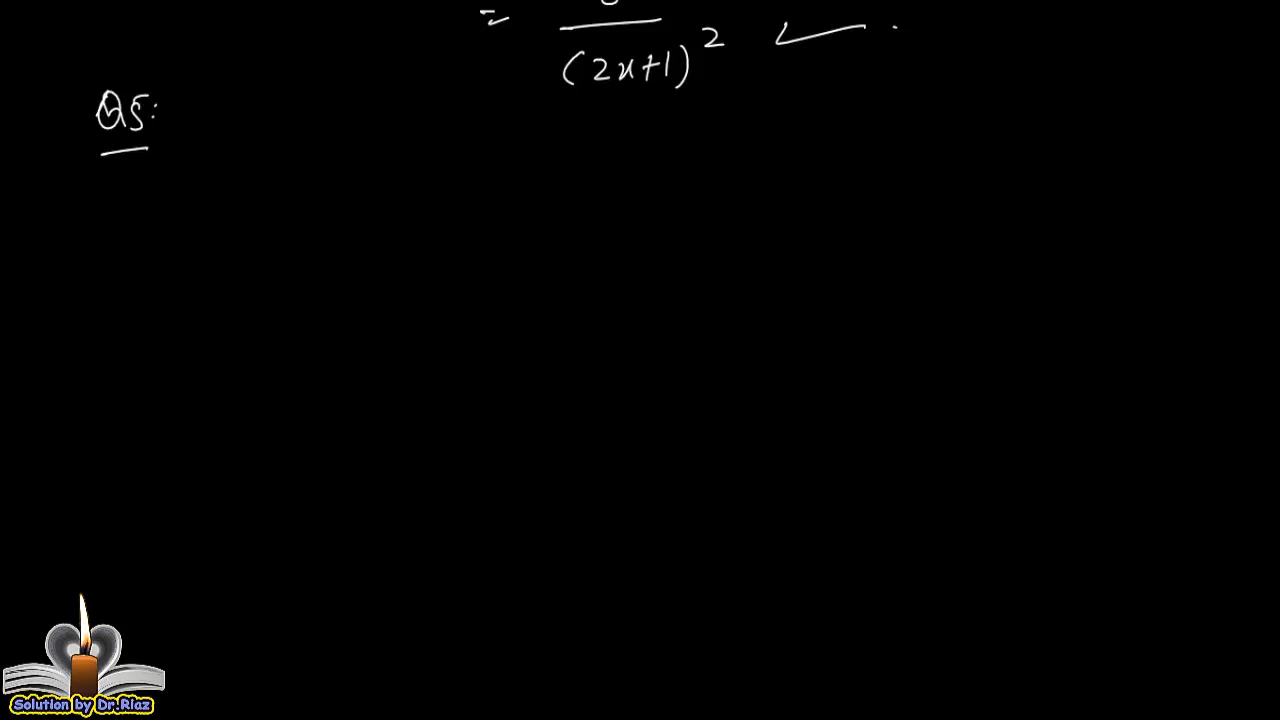 =
(2x+1)²
Q5:
Solution by Dr.Riaz